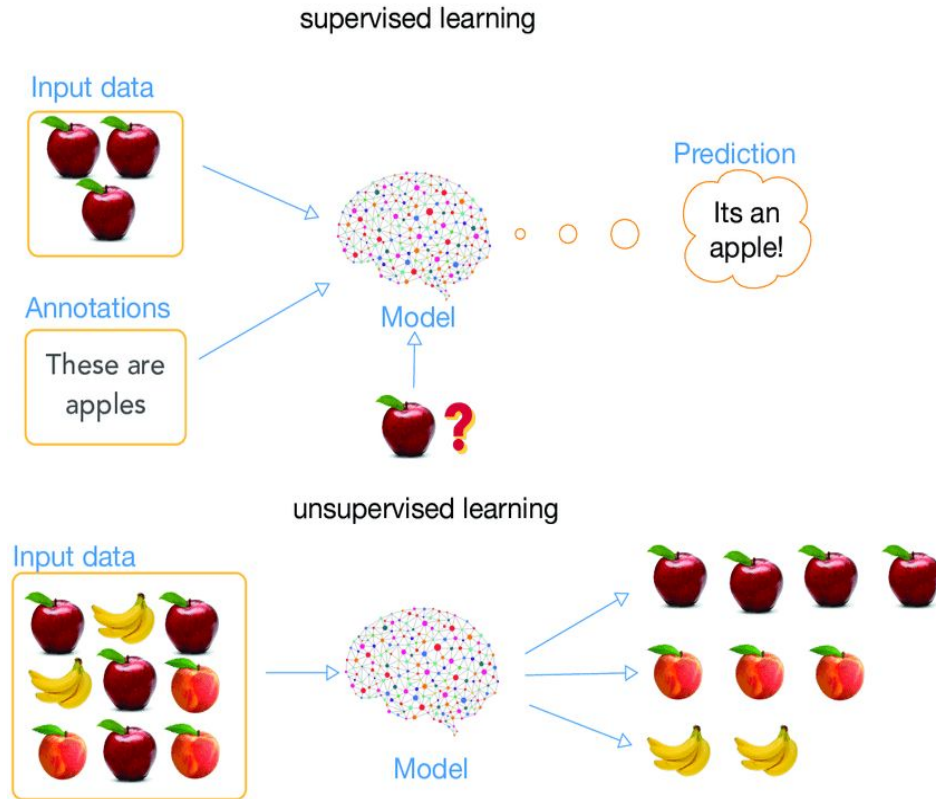 supervised learning
Input data
Prediction
Its an
apple!
Annotations
These are
apples
Model
?
unsupervised learning
Input data
Model